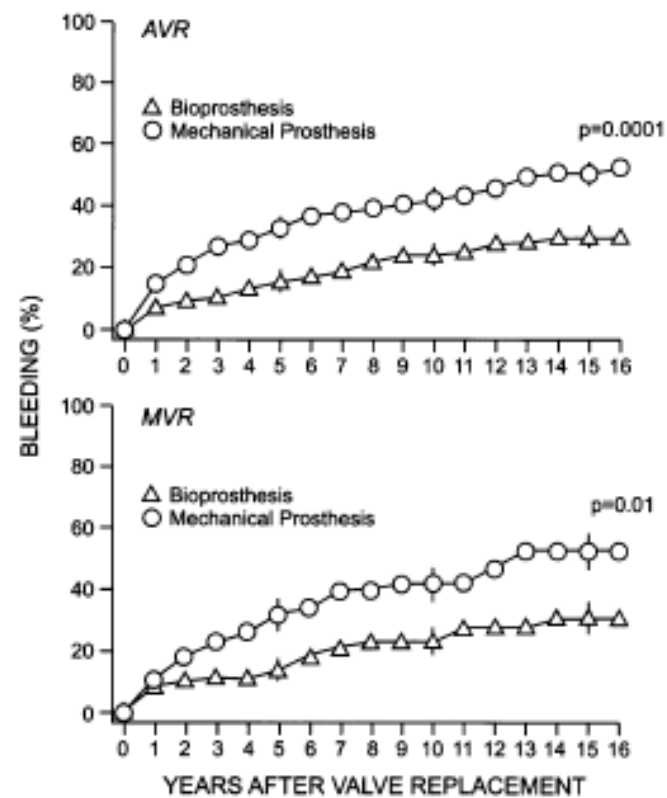 BLEEDING (%)
AVR
100
80
60
40
20
0
Bioprosthesis
Mechanical Prosthesis
p=0.0001
0 1 2 3 4 5 6 7 8 9 10 11 12 13 14 15 16
MVR
100
80
60
40
20
0
Bioprosthesis
Mechanical Prosthesis
p=0.01
0 1 2 3 4 5 6 7 8 9 10 11 12 13 14 15 16
YEARS AFTER VALVE REPLACEMENT